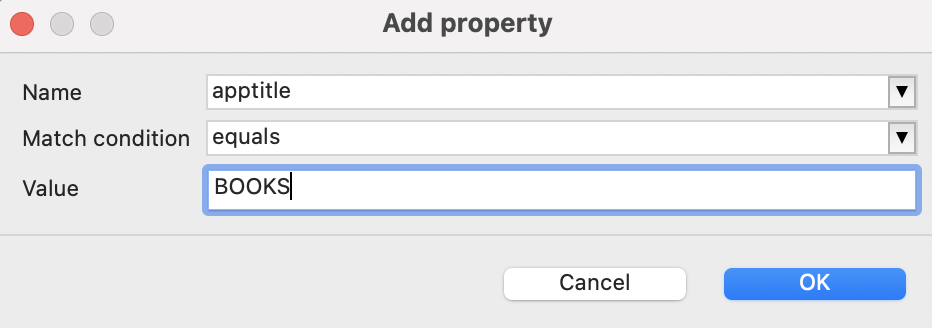 Add property
Name apptitle ▼
Match condition equals ▼
Value BOOKS
Cancel OK